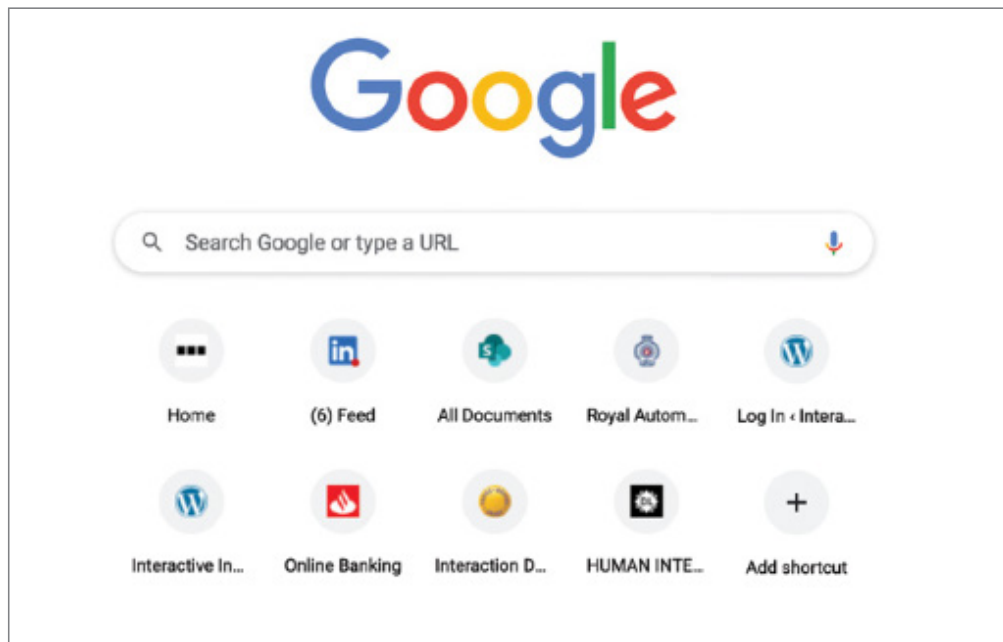 Google
Search Google or type a URL
Home (6) Feed All Documents Royal Autom... Log In ‹ Intera...
Interactive In... Online Banking Interaction D... HUMAN INTE... Add shortcut